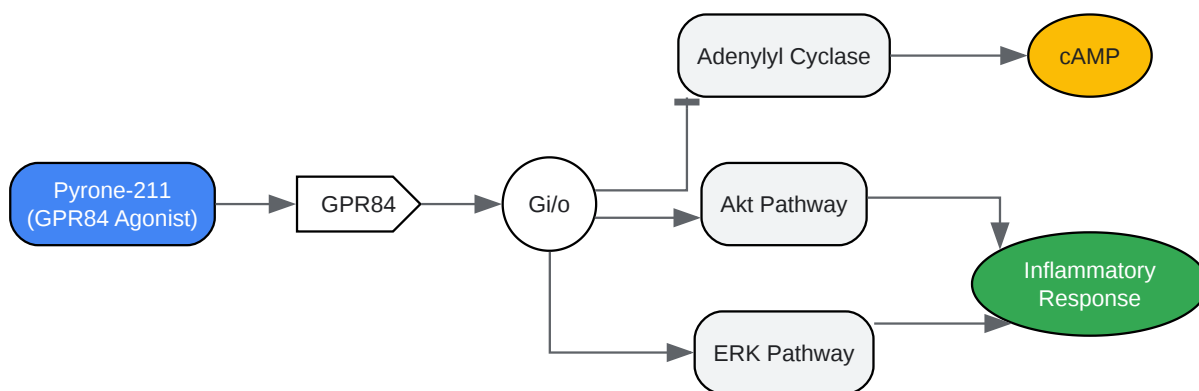 Adenylyl Cyclase
cAMP
Pyrone-211
(GPR84 Agonist)
GPR84
Gi/o
Akt Pathway
Inflammatory
Response
ERK Pathway